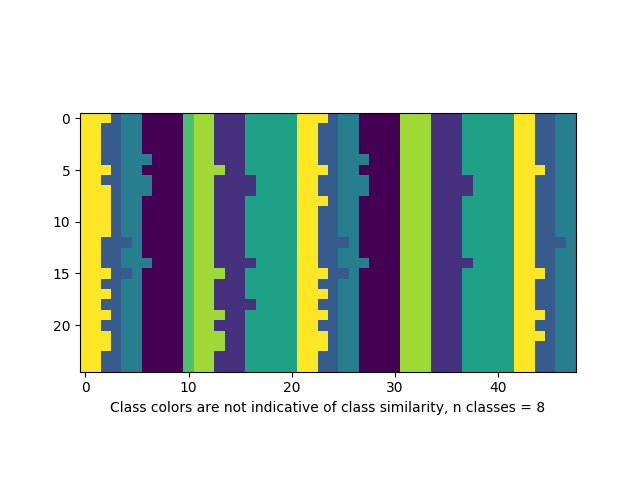 0
5
10
15
20
0 10 20 30 40
Class colors are not indicative of class similarity, n classes = 8